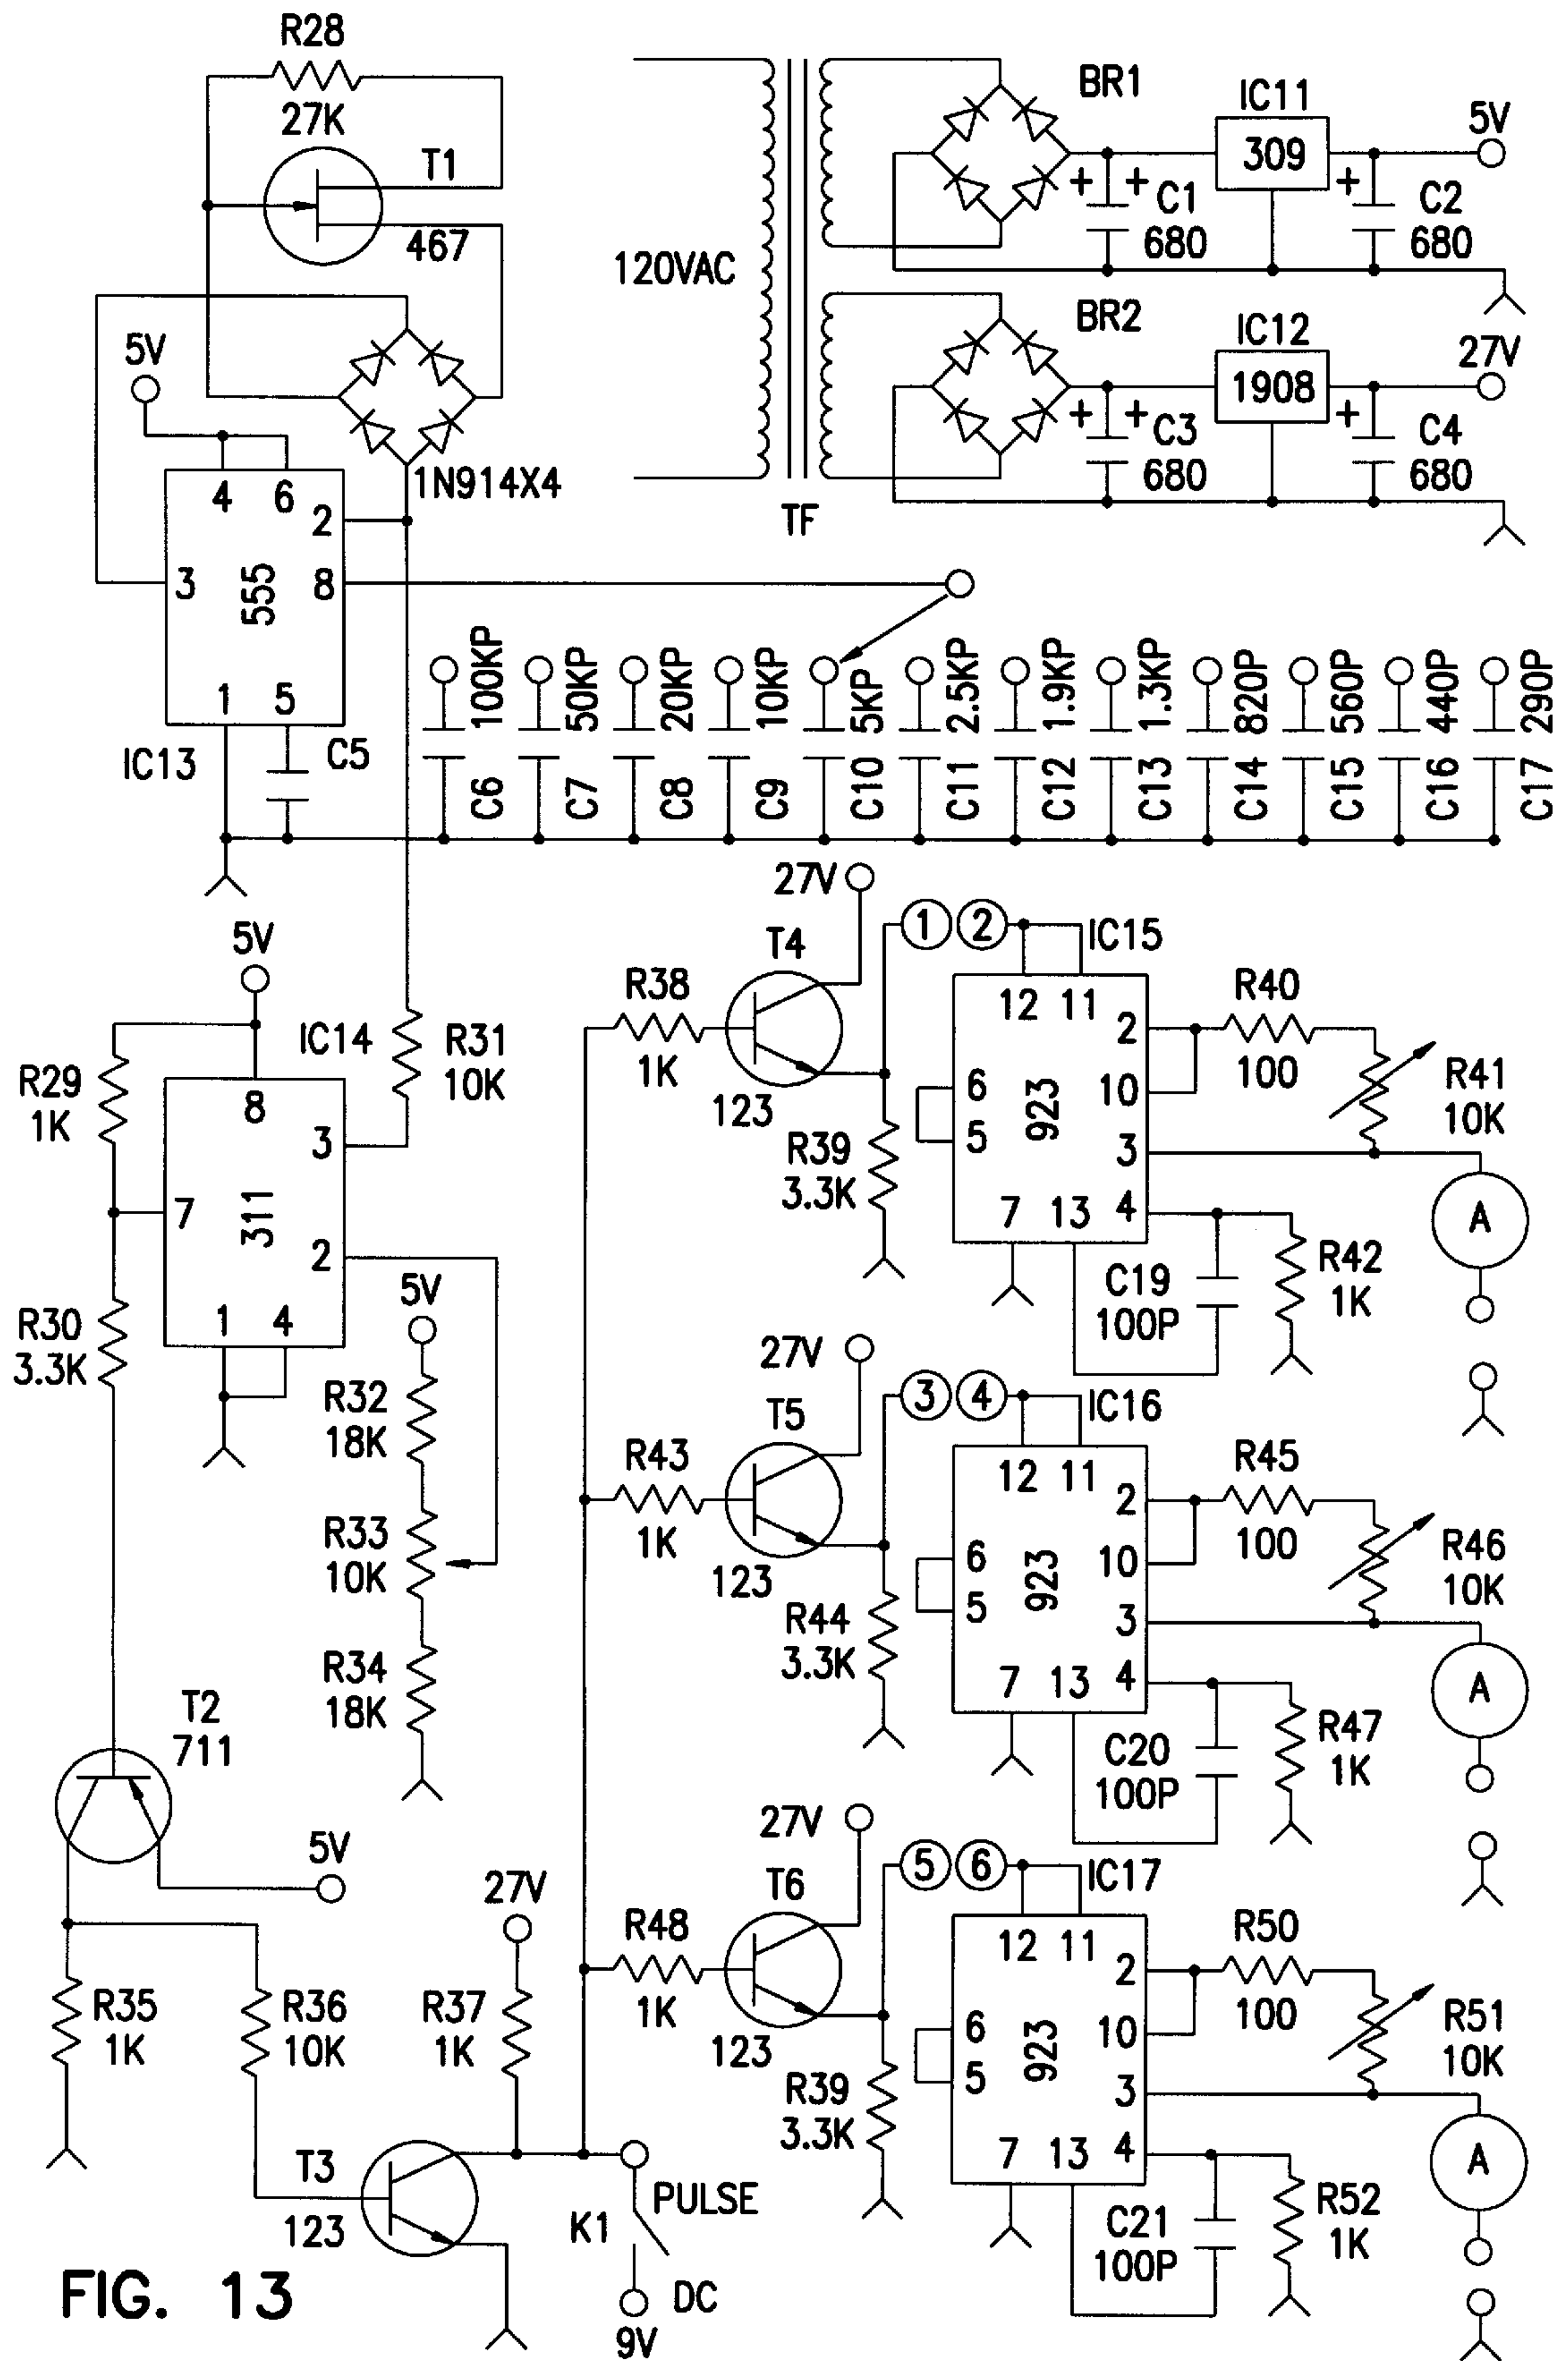 R28
27K
T1
467
5V
1N914X4
4 6
2
3
555
8
1 5
IC13
C5
120VAC
TF
BR1
IC11
309
5V
C1
680
+ +
+
C2
680
BR2
IC12
1908
27V
C3
680
+ +
+
C4
680
C6 100KP
C7 50KP
C8 20KP
C9 10KP
C10 5KP
C11 2.5KP
C12 1.9KP
C13 1.3KP
C14 820P
C15 560P
C16 440P
C17 290P
5V
R29
1K
IC14
R31
10K
8
3
7
311
2
1 4
R30
3.3K
5V
R32
18K
R33
10K
R34
18K
T2
711
5V
R35
1K
R36
10K
27V
R37
1K
T3
123
K1
PULSE
DC
9V
27V
T4
R38
1K
123
R39
3.3K
1 2
IC15
12 11
2
6
10
5
923
3
7 13 4
R40
100
R41
10K
A
C19
100P
R42
1K
27V
T5
R43
1K
123
R44
3.3K
3 4
IC16
12 11
2
6
10
5
923
3
7 13 4
R45
100
R46
10K
A
C20
100P
R47
1K
27V
T6
R48
1K
123
R39
3.3K
5 6
IC17
12 11
2
6
10
5
923
3
7 13 4
R50
100
R51
10K
A
C21
100P
R52
1K
FIG. 13